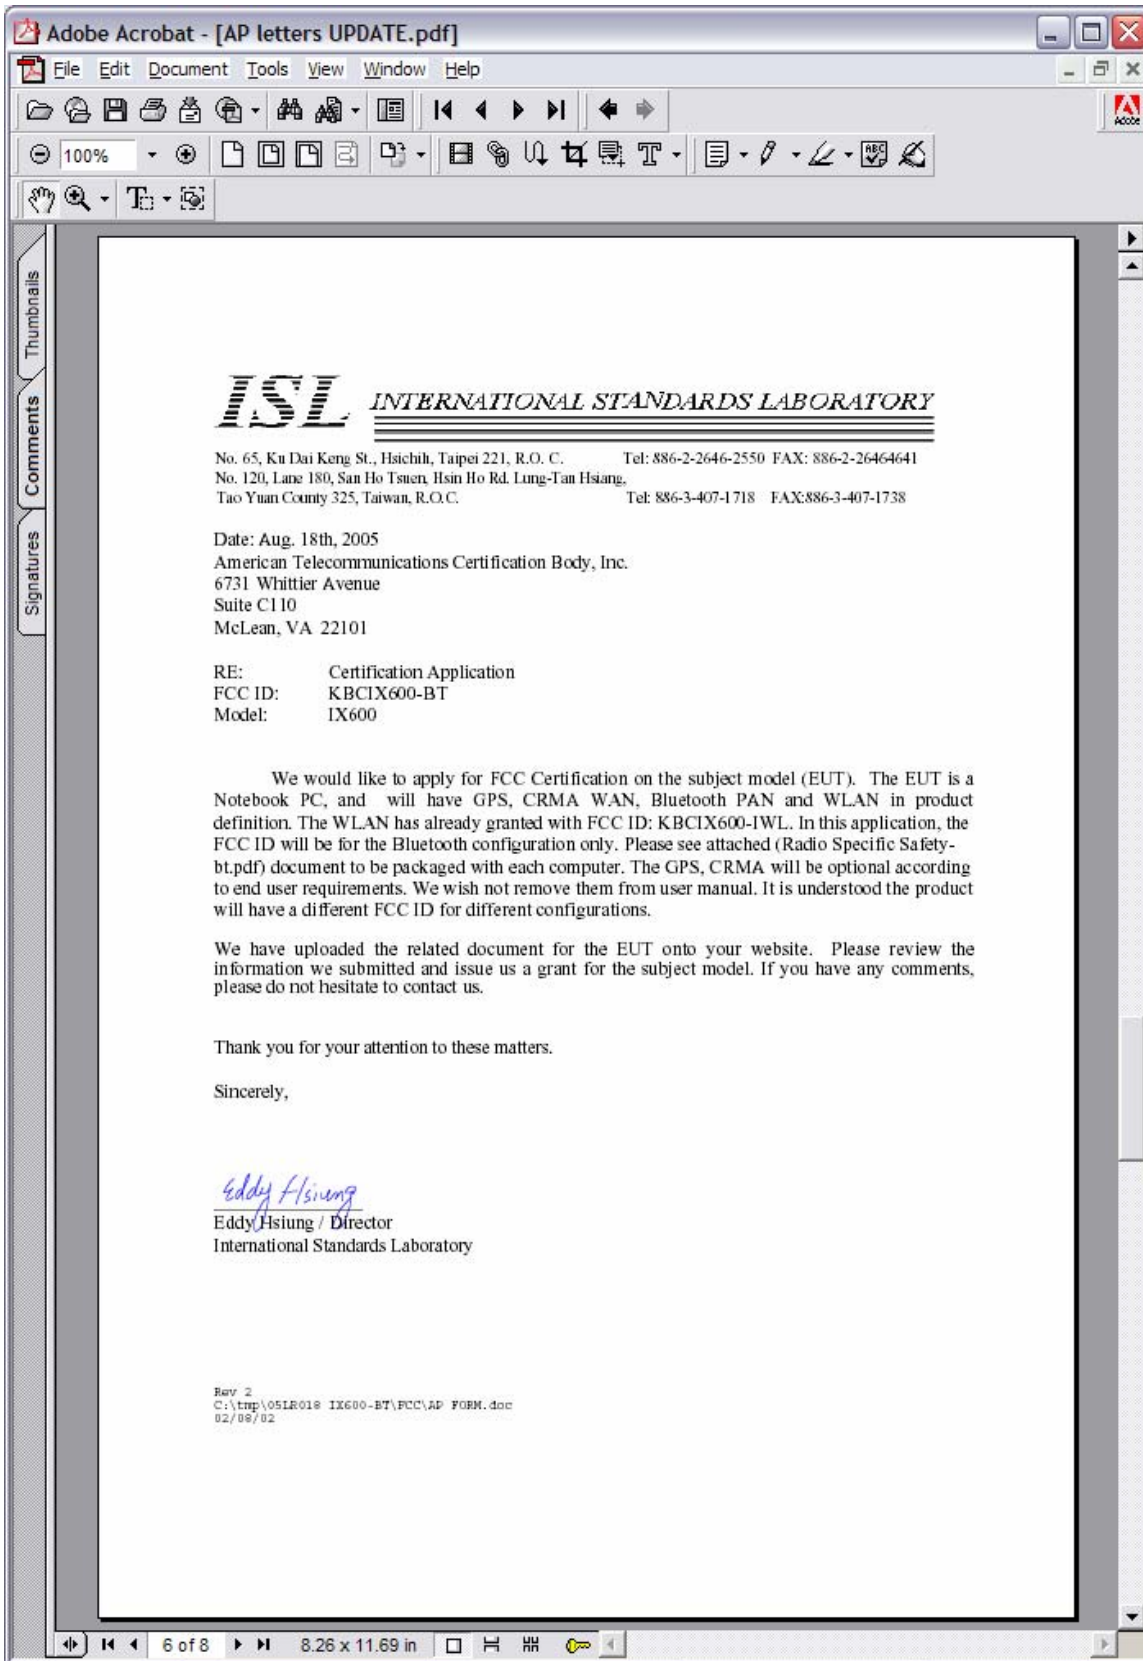 Adobe Acrobat - [AP letters UPDATE.pdf]
File Edit Document Tools View Window Help
Adobe
100%
Thumbnails
Comments
Signatures
ISL INTERNATIONAL STANDARDS LABORATORY
No. 65, Ku Dai Keng St., Hsichih, Taipei 221, R.O. C. Tel: 886-2-2646-2550 FAX: 886-2-26464641
No. 120, Lane 180, San Ho Tsuen, Hsin Ho Rd. Lung-Tan Hsiang,
Tao Yuan County 325, Taiwan, R.O.C. Tel: 886-3-407-1718 FAX:886-3-407-1738
Date: Aug. 18th, 2005
American Telecommunications Certification Body, Inc.
6731 Whittier Avenue
Suite C110
McLean, VA 22101
RE: Certification Application
FCC ID: KBCIX600-BT
Model: IX600
We would like to apply for FCC Certification on the subject model (EUT). The EUT is a
Notebook PC, and will have GPS, CRMA WAN, Bluetooth PAN and WLAN in product
definition. The WLAN has already granted with FCC ID: KBCIX600-IWL. In this application, the
FCC ID will be for the Bluetooth configuration only. Please see attached (Radio Specific Safety-
bt.pdf) document to be packaged with each computer. The GPS, CRMA will be optional according
to end user requirements. We wish not remove them from user manual. It is understood the product
will have a different FCC ID for different configurations.
We have uploaded the related document for the EUT onto your website. Please review the
information we submitted and issue us a grant for the subject model. If you have any comments,
please do not hesitate to contact us.
Thank you for your attention to these matters.
Sincerely,
Eddy Hsiung
Eddy Hsiung / Director
International Standards Laboratory
Rev 2
C:\tmp\05LR018 IX600-BT\FCC\AP FORM.doc
02/08/02
6 of 8 8.26 x 11.69 in